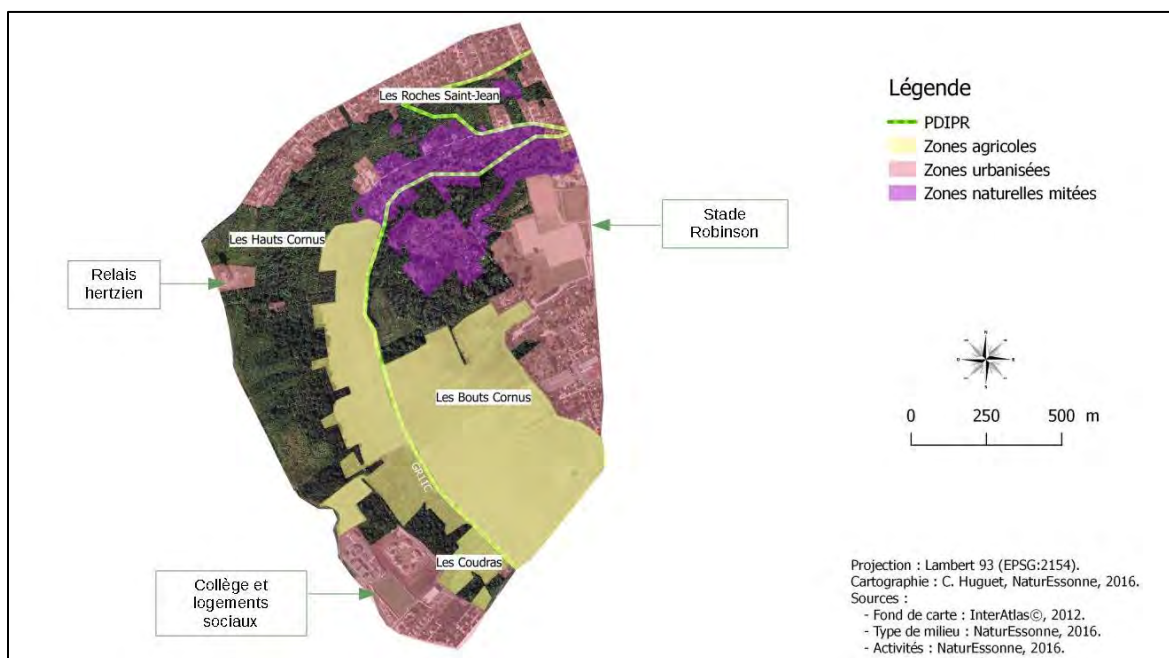 Les Roches Saint-Jean
Les Hauts Cornus
Relais
hertzien
Stade
Robinson
Les Bouts Cornus
GR11C
Les Coudras
Collège et
logements
sociaux
Légende
PDIPR
Zones agricoles
Zones urbanisées
Zones naturelles mitées
0 250 500 m
Projection : Lambert 93 (EPSG:2154).
Cartographie : C. Huguet, NaturEssonne, 2016.
Sources :
- Fond de carte : InterAtlas©, 2012.
- Type de milieu : NaturEssonne, 2016.
- Activités : NaturEssonne, 2016.